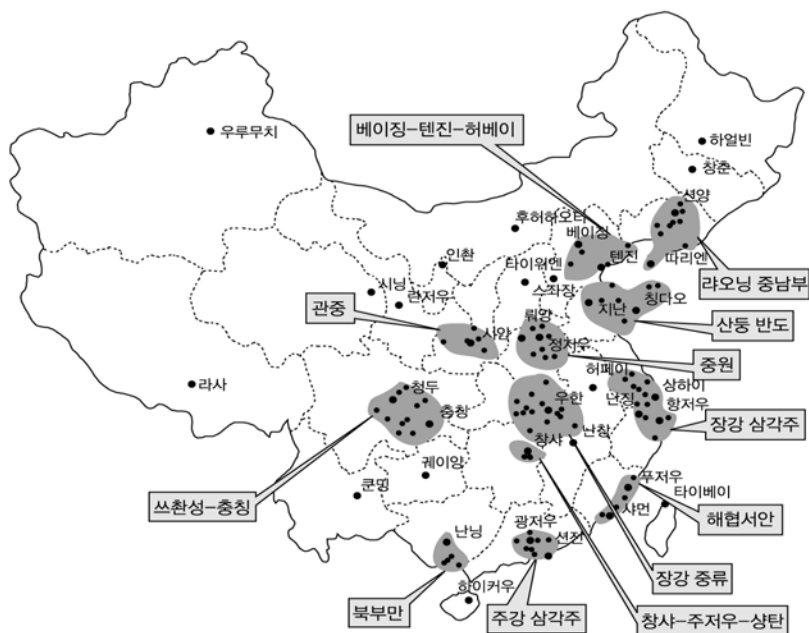 베이징-텐진-허베이
우루무치
하얼빈
창춘
션양
후허하오터
베이징
텐진
따리엔
인촨
타이위엔
시닝
스좌장
란저우
랴오닝 중남부
지난
칭다오
관중
산둥 반도
뤄양
사안
정저우
중원
허페이
라사
청두
상하이
우한
난징
항저우
충칭
장강 삼각주
창샤
난창
궤이양
쿤밍
푸저우
타이베이
쓰촨성-충칭
샤먼
해협서안
광저우
난닝
션전
장강 중류
하이커우
북부만
주강 삼각주
창샤-주저우-샹탄